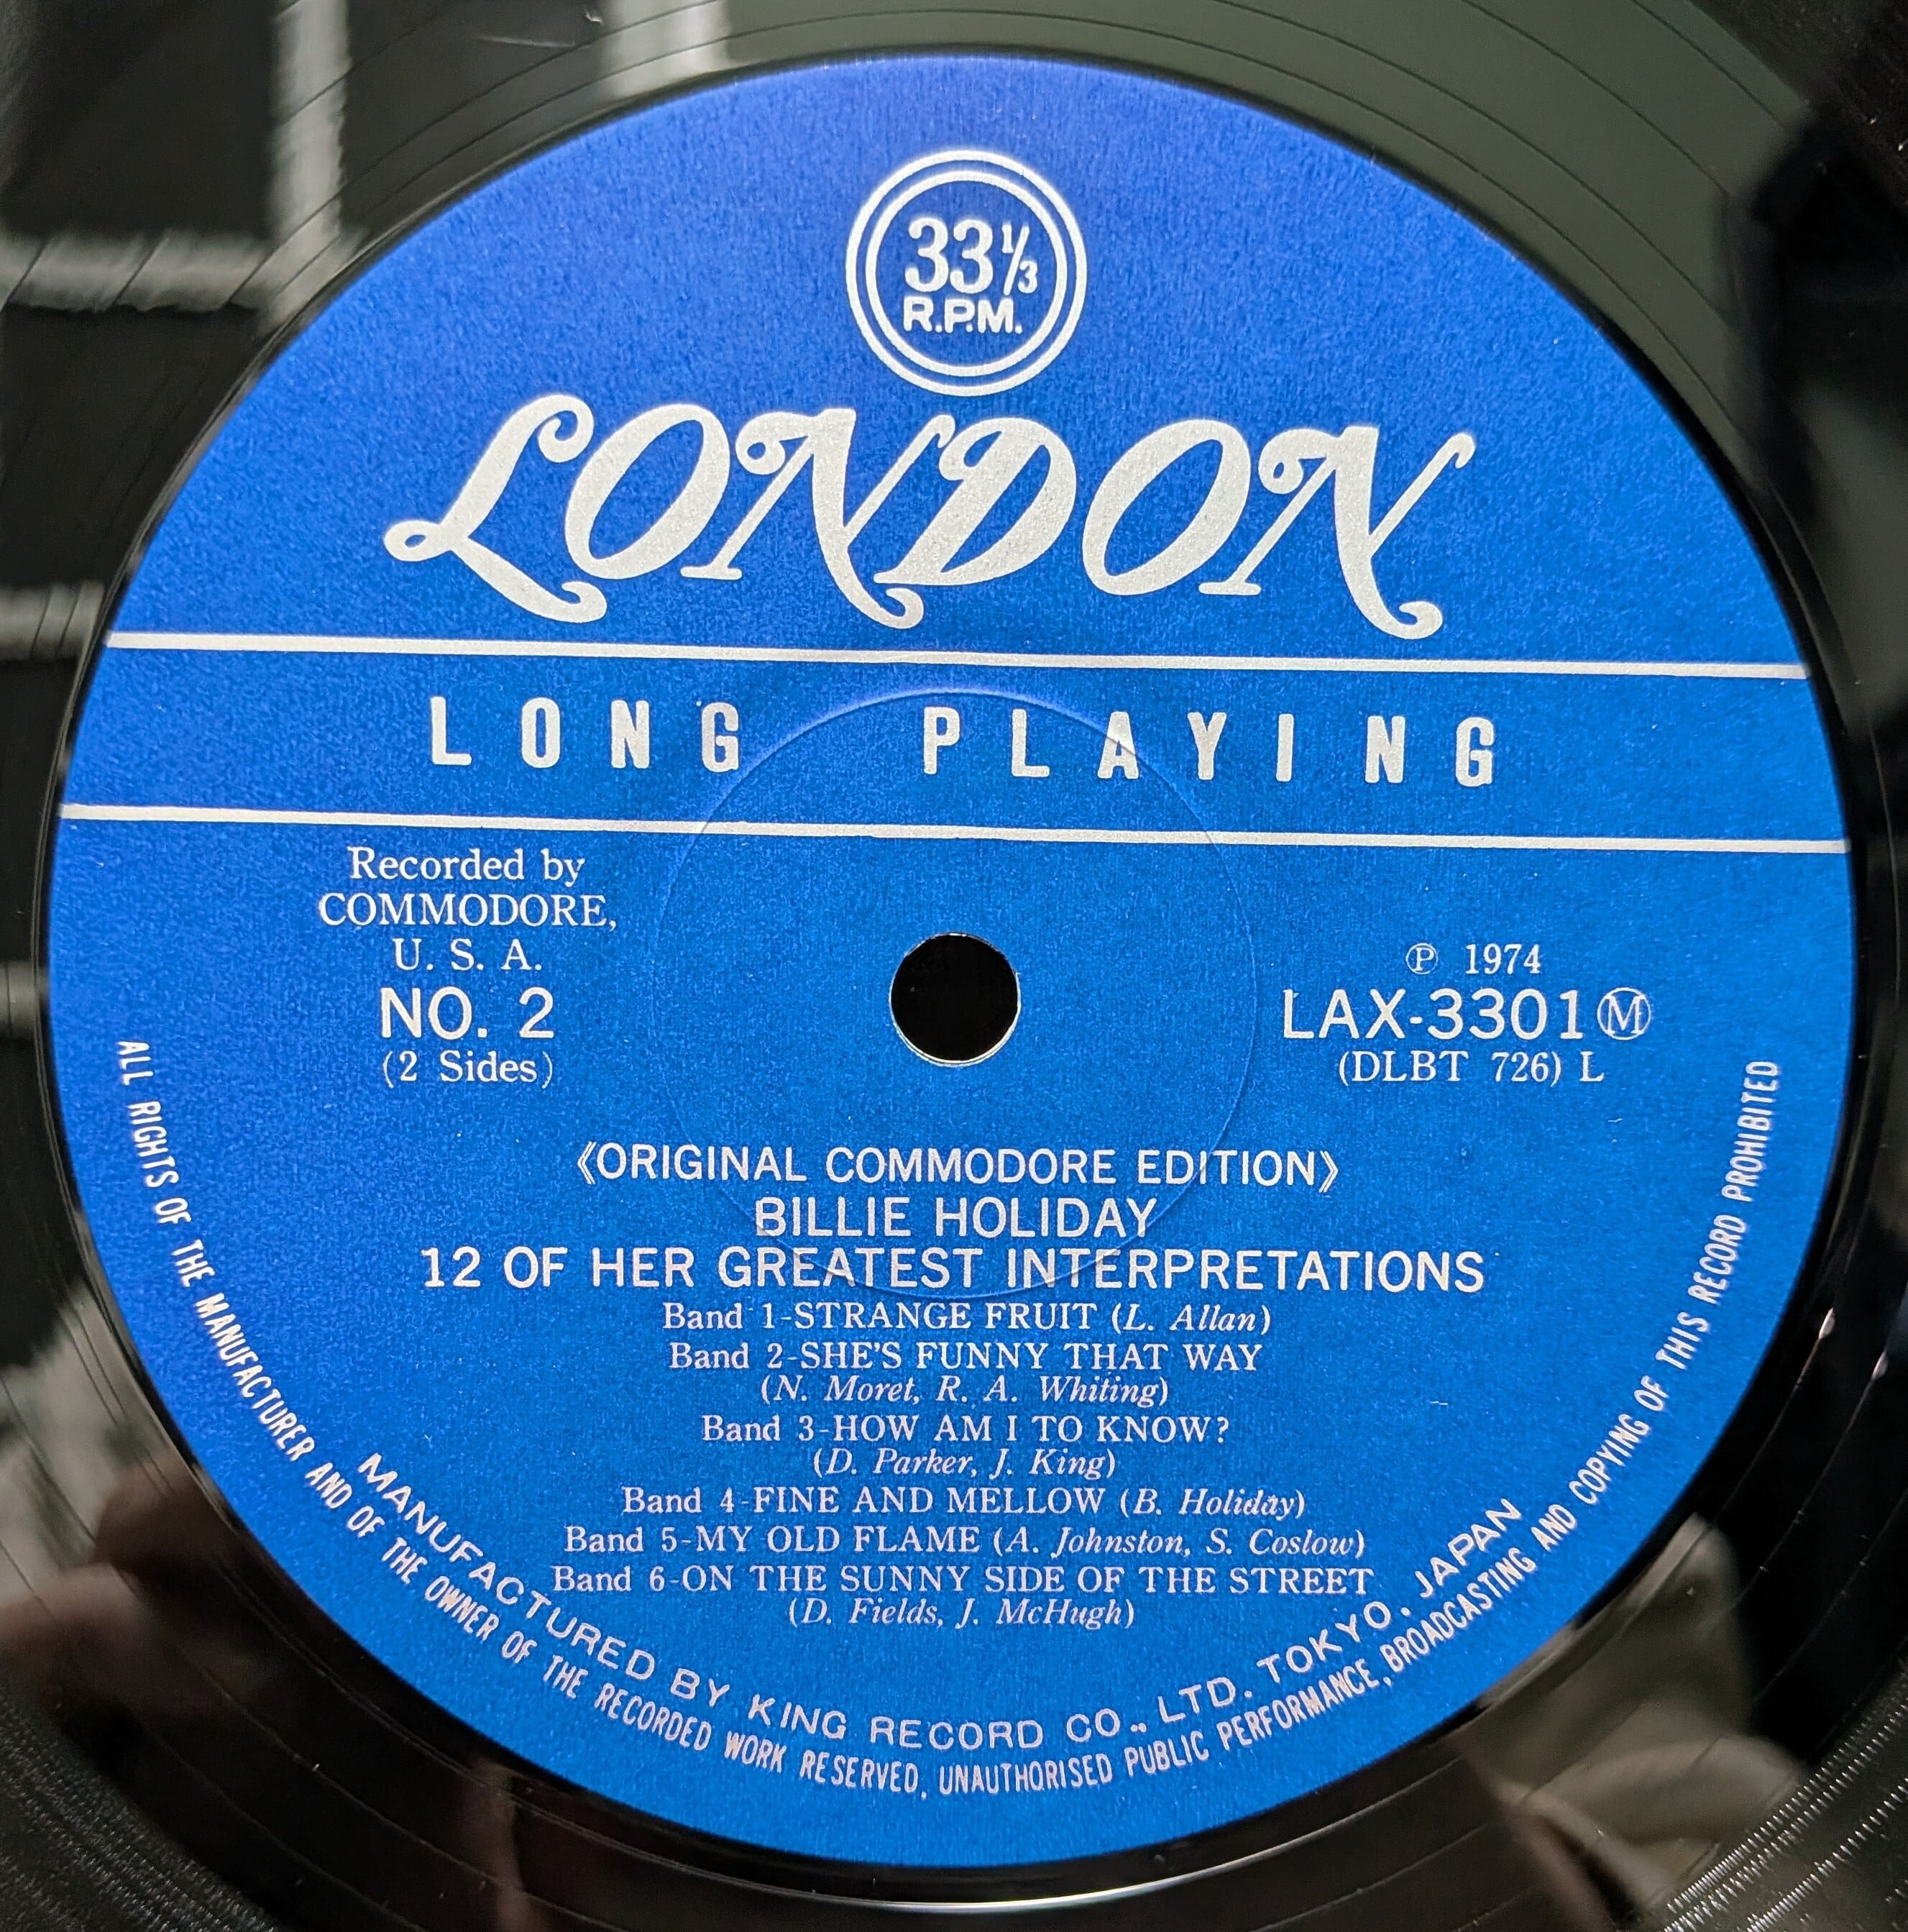 33 1/3
R.P.M.
LONDON
LONG PLAYING
Recorded by
COMMODORE,
U. S. A.
NO. 2
(2 Sides)
Ⓟ 1974
LAX-3301 Ⓜ
(DLBT 726) L
《ORIGINAL COMMODORE EDITION》
BILLIE HOLIDAY
12 OF HER GREATEST INTERPRETATIONS
Band 1-STRANGE FRUIT (L. Allan)
Band 2-SHE'S FUNNY THAT WAY
(N. Moret, R. A. Whiting)
Band 3-HOW AM I TO KNOW?
(D. Parker, J. King)
Band 4-FINE AND MELLOW (B. Holiday)
Band 5-MY OLD FLAME (A. Johnston, S. Coslow)
Band 6-ON THE SUNNY SIDE OF THE STREET
(D. Fields, J. McHugh)
MANUFACTURED BY KING RECORD CO., LTD. TOKYO. JAPAN
ALL RIGHTS OF THE MANUFACTURER AND OF THE OWNER OF THE RECORDED WORK RESERVED, UNAUTHORISED PUBLIC PERFORMANCE, BROADCASTING AND COPYING OF THIS RECORD PROHIBITED